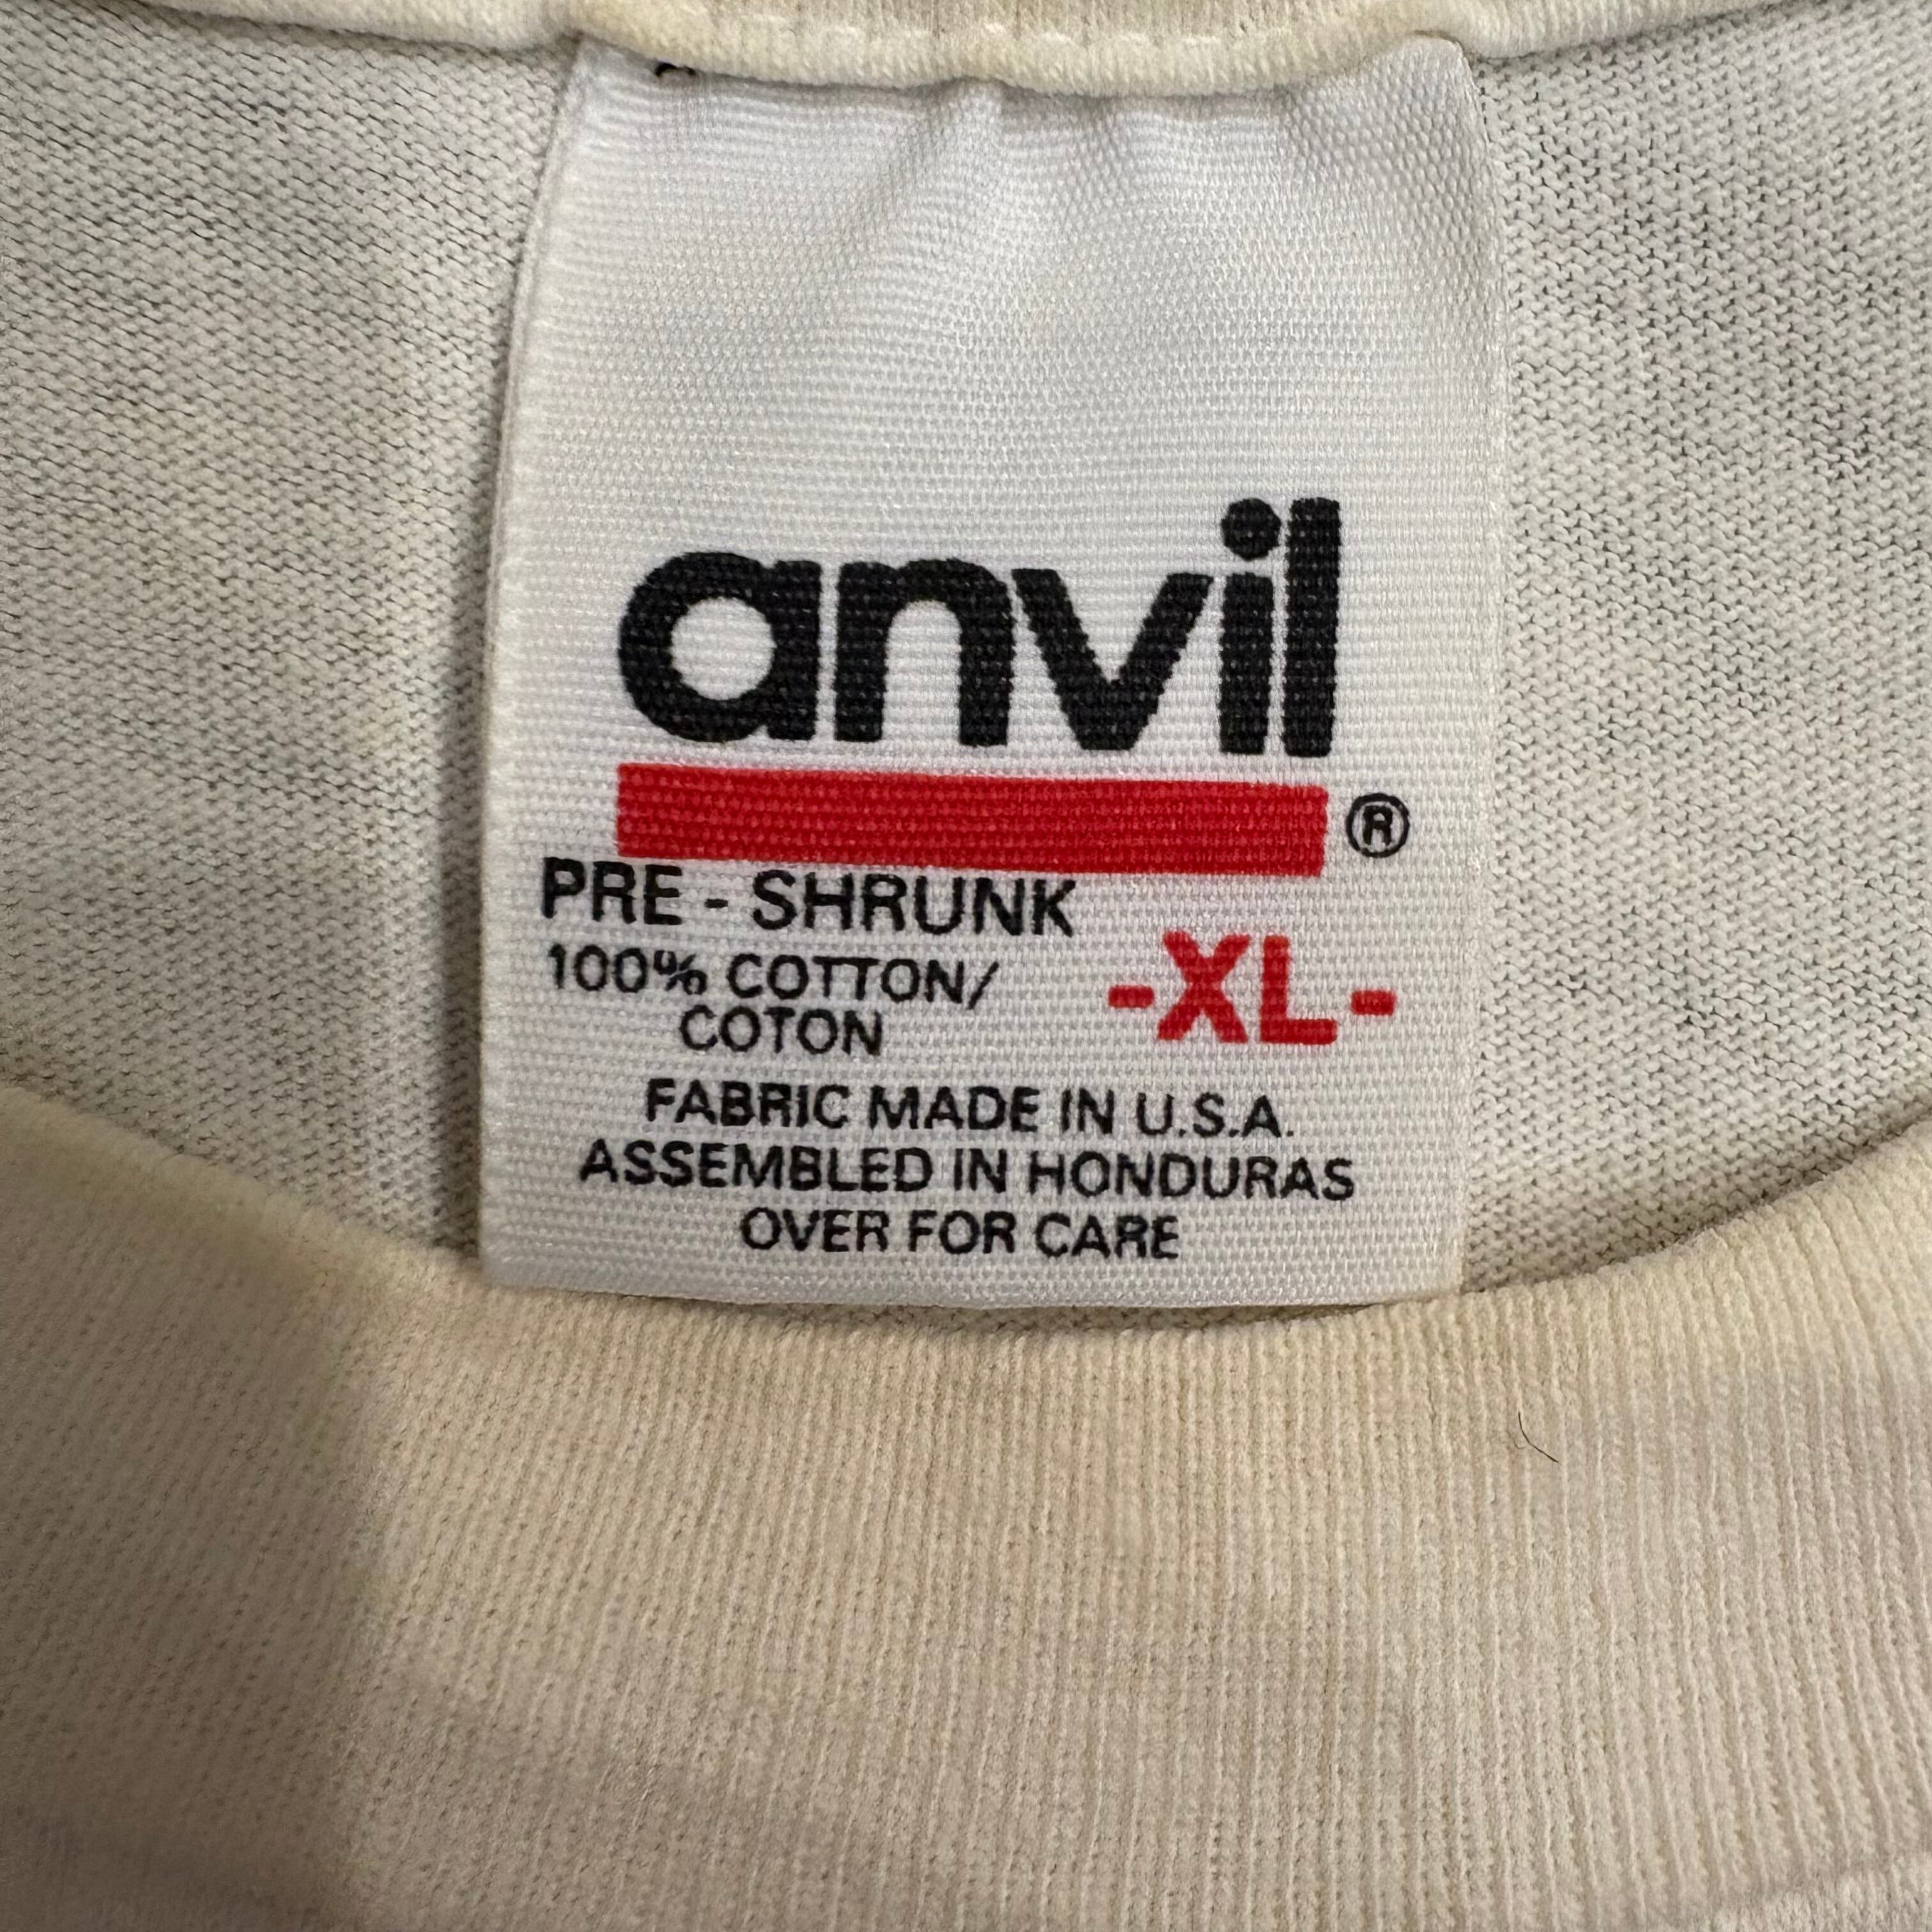 anvil
®
PRE - SHRUNK
100% COTTON/
COTON
-XL-
FABRIC MADE IN U.S.A.
ASSEMBLED IN HONDURAS
OVER FOR CARE